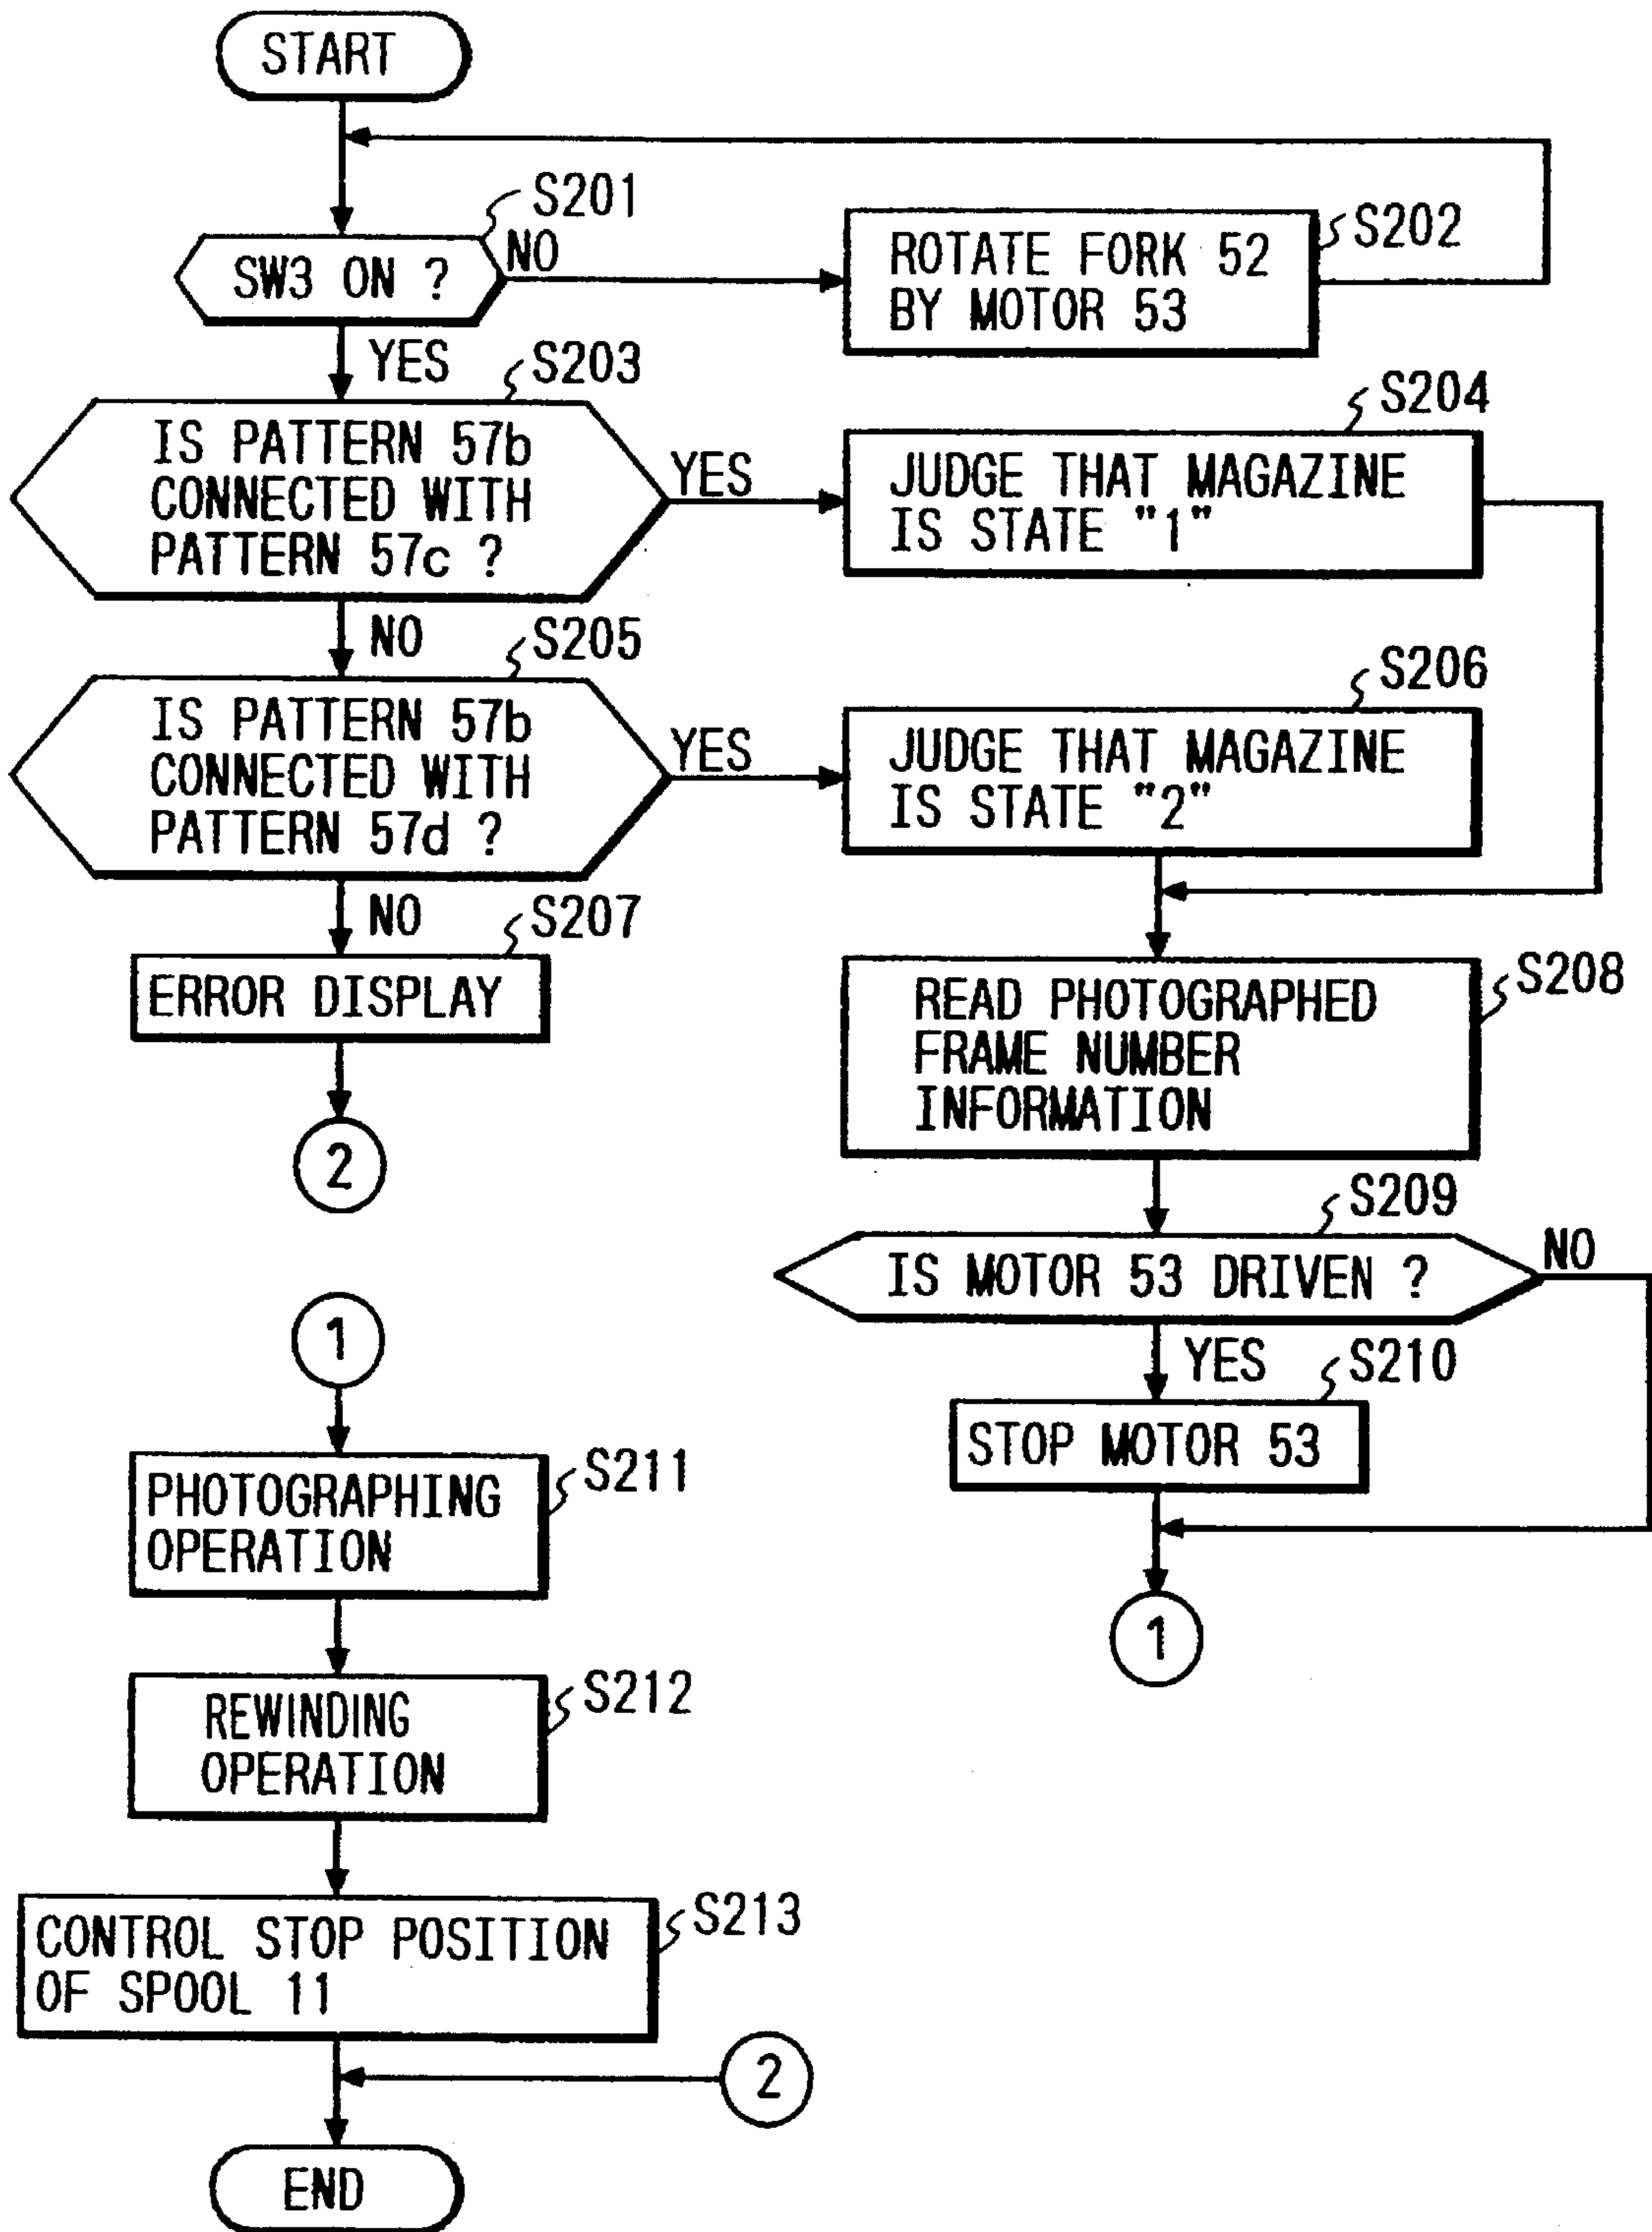 START
S201
SW3 ON ?
NO
S202
ROTATE FORK 52
BY MOTOR 53
YES
S203
IS PATTERN 57b
CONNECTED WITH
PATTERN 57c ?
YES
S204
JUDGE THAT MAGAZINE
IS STATE "1"
NO
S205
IS PATTERN 57b
CONNECTED WITH
PATTERN 57d ?
YES
S206
JUDGE THAT MAGAZINE
IS STATE "2"
NO
S207
ERROR DISPLAY
2
S208
READ PHOTOGRAPHED
FRAME NUMBER
INFORMATION
S209
IS MOTOR 53 DRIVEN ?
NO
YES
S210
STOP MOTOR 53
1
1
S211
PHOTOGRAPHING
OPERATION
S212
REWINDING
OPERATION
S213
CONTROL STOP POSITION
OF SPOOL 11
2
END